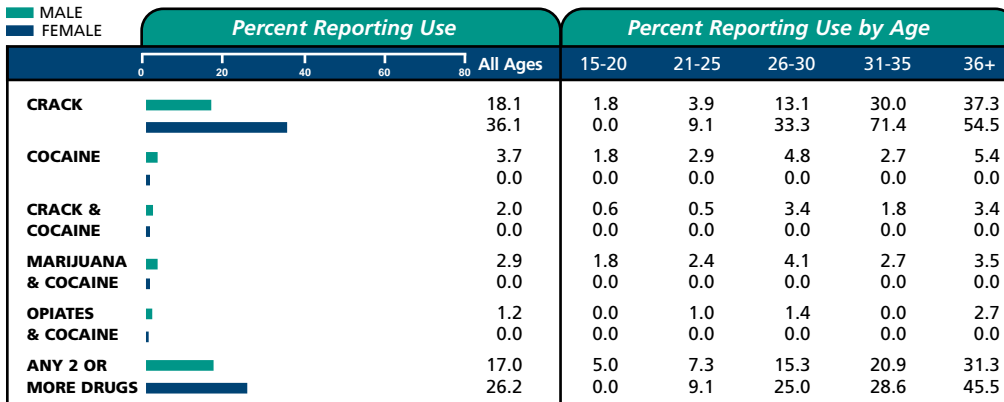 MALE
FEMALE
Percent Reporting Use Percent Reporting Use by Age
0 20 40 60 80 All Ages 15-20 21-25 26-30 31-35 36+
CRACK 18.1 1.8 3.9 13.1 30.0 37.3
36.1 0.0 9.1 33.3 71.4 54.5
COCAINE 3.7 1.8 2.9 4.8 2.7 5.4
0.0 0.0 0.0 0.0 0.0 0.0
CRACK & 2.0 0.6 0.5 3.4 1.8 3.4
COCAINE 0.0 0.0 0.0 0.0 0.0 0.0
MARIJUANA 2.9 1.8 2.4 4.1 2.7 3.5
& COCAINE 0.0 0.0 0.0 0.0 0.0 0.0
OPIATES 1.2 0.0 1.0 1.4 0.0 2.7
& COCAINE 0.0 0.0 0.0 0.0 0.0 0.0
ANY 2 OR 17.0 5.0 7.3 15.3 20.9 31.3
MORE DRUGS 26.2 0.0 9.1 25.0 28.6 45.5